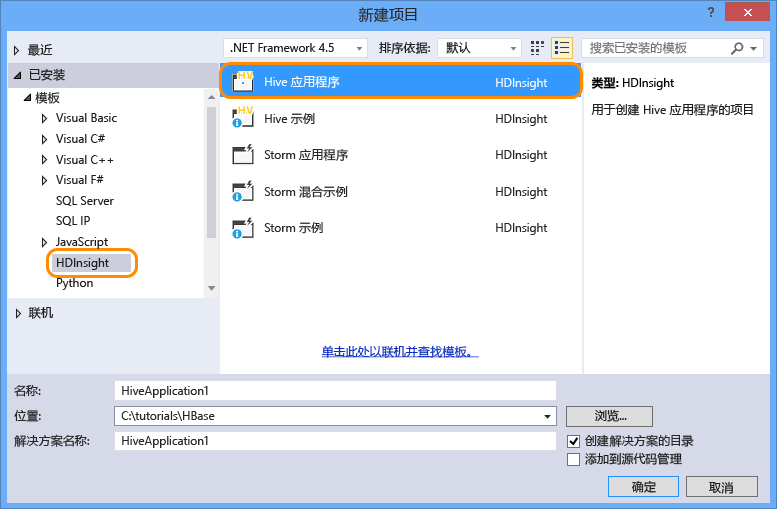 新建项目
?
最近
.NET Framework 4.5
排序依据:
默认
搜索已安装的模板
已安装
模板
Visual Basic
Visual C#
Visual C++
Visual F#
SQL Server
SQL IP
JavaScript
HDInsight
Python
联机
Hive 应用程序 HDInsight
Hive 示例 HDInsight
Storm 应用程序 HDInsight
Storm 混合示例 HDInsight
Storm 示例 HDInsight
单击此处以联机并查找模板。
类型: HDInsight
用于创建 Hive 应用程序的项目
名称: HiveApplication1
位置: C:\tutorials\HBase 浏览...
解决方案名称: HiveApplication1
创建解决方案的目录
添加到源代码管理
确定 取消